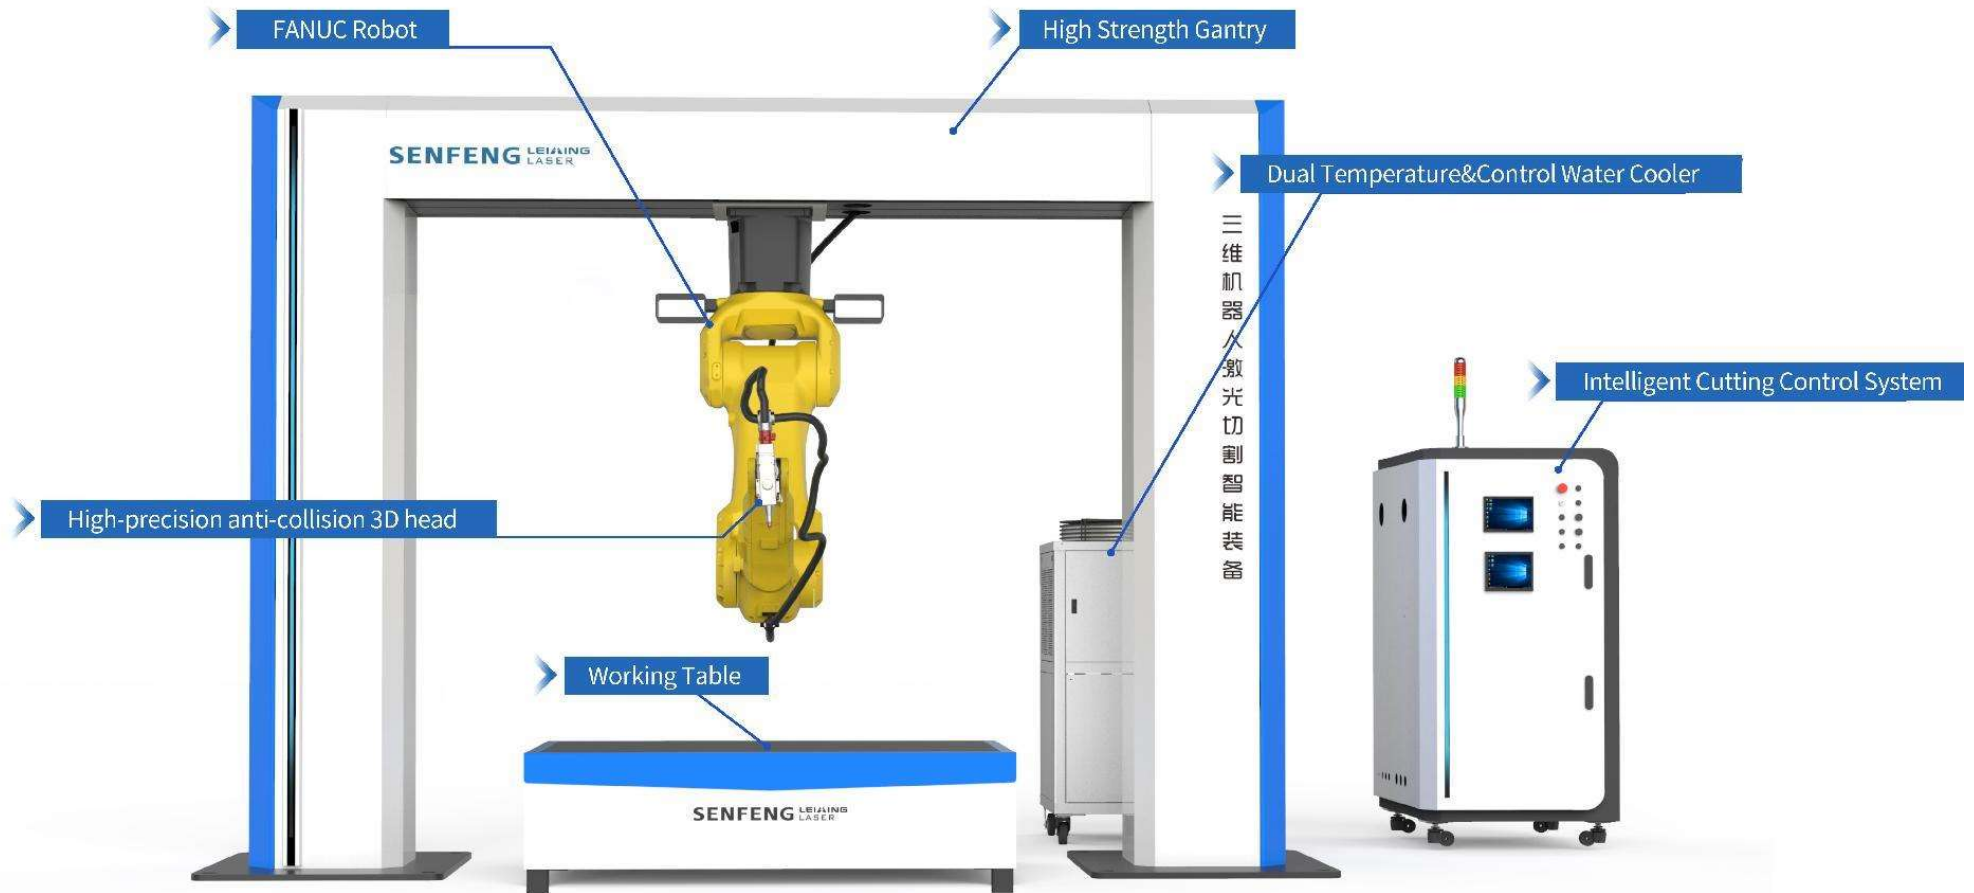 FANUC Robot
High Strength Gantry
SENFENG LEIMING
LASER
Dual Temperature&Control Water Cooler
三维机器人激光切割智能装备
Intelligent Cutting Control System
High-precision anti-collision 3D head
Working Table
SENFENG LEIMING
LASER